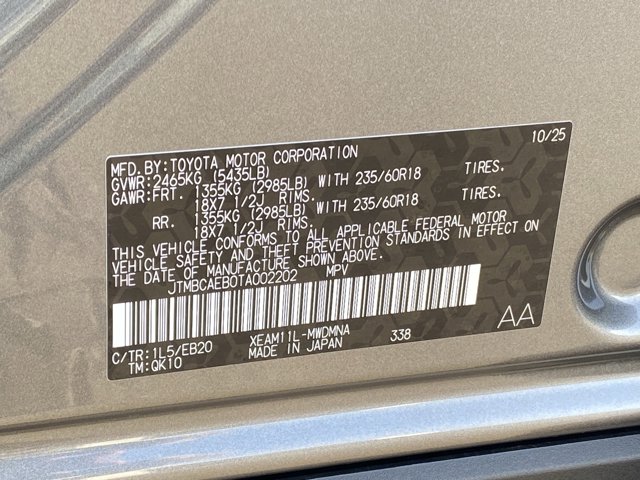 10/25
MFD.BY:TOYOTA MOTOR CORPORATION
GVWR:2465KG (5435LB)
GAWR:FRT. 1355KG (2985LB) WITH 235/60R18 TIRES.
18X7 1/2J RIMS.
RR. 1355KG (2985LB) WITH 235/60R18 TIRES.
18X7 1/2J RIMS.
THIS VEHICLE CONFORMS TO ALL APPLICABLE FEDERAL MOTOR
VEHICLE SAFETY AND THEFT PREVENTION STANDARDS IN EFFECT ON
THE DATE OF MANUFACTURE SHOWN ABOVE.
JTMBCAEB0TA002202 MPV
C/TR:1L5/EB20 XEAM11L-MWDMNA 338 AA
TM:QK10 MADE IN JAPAN